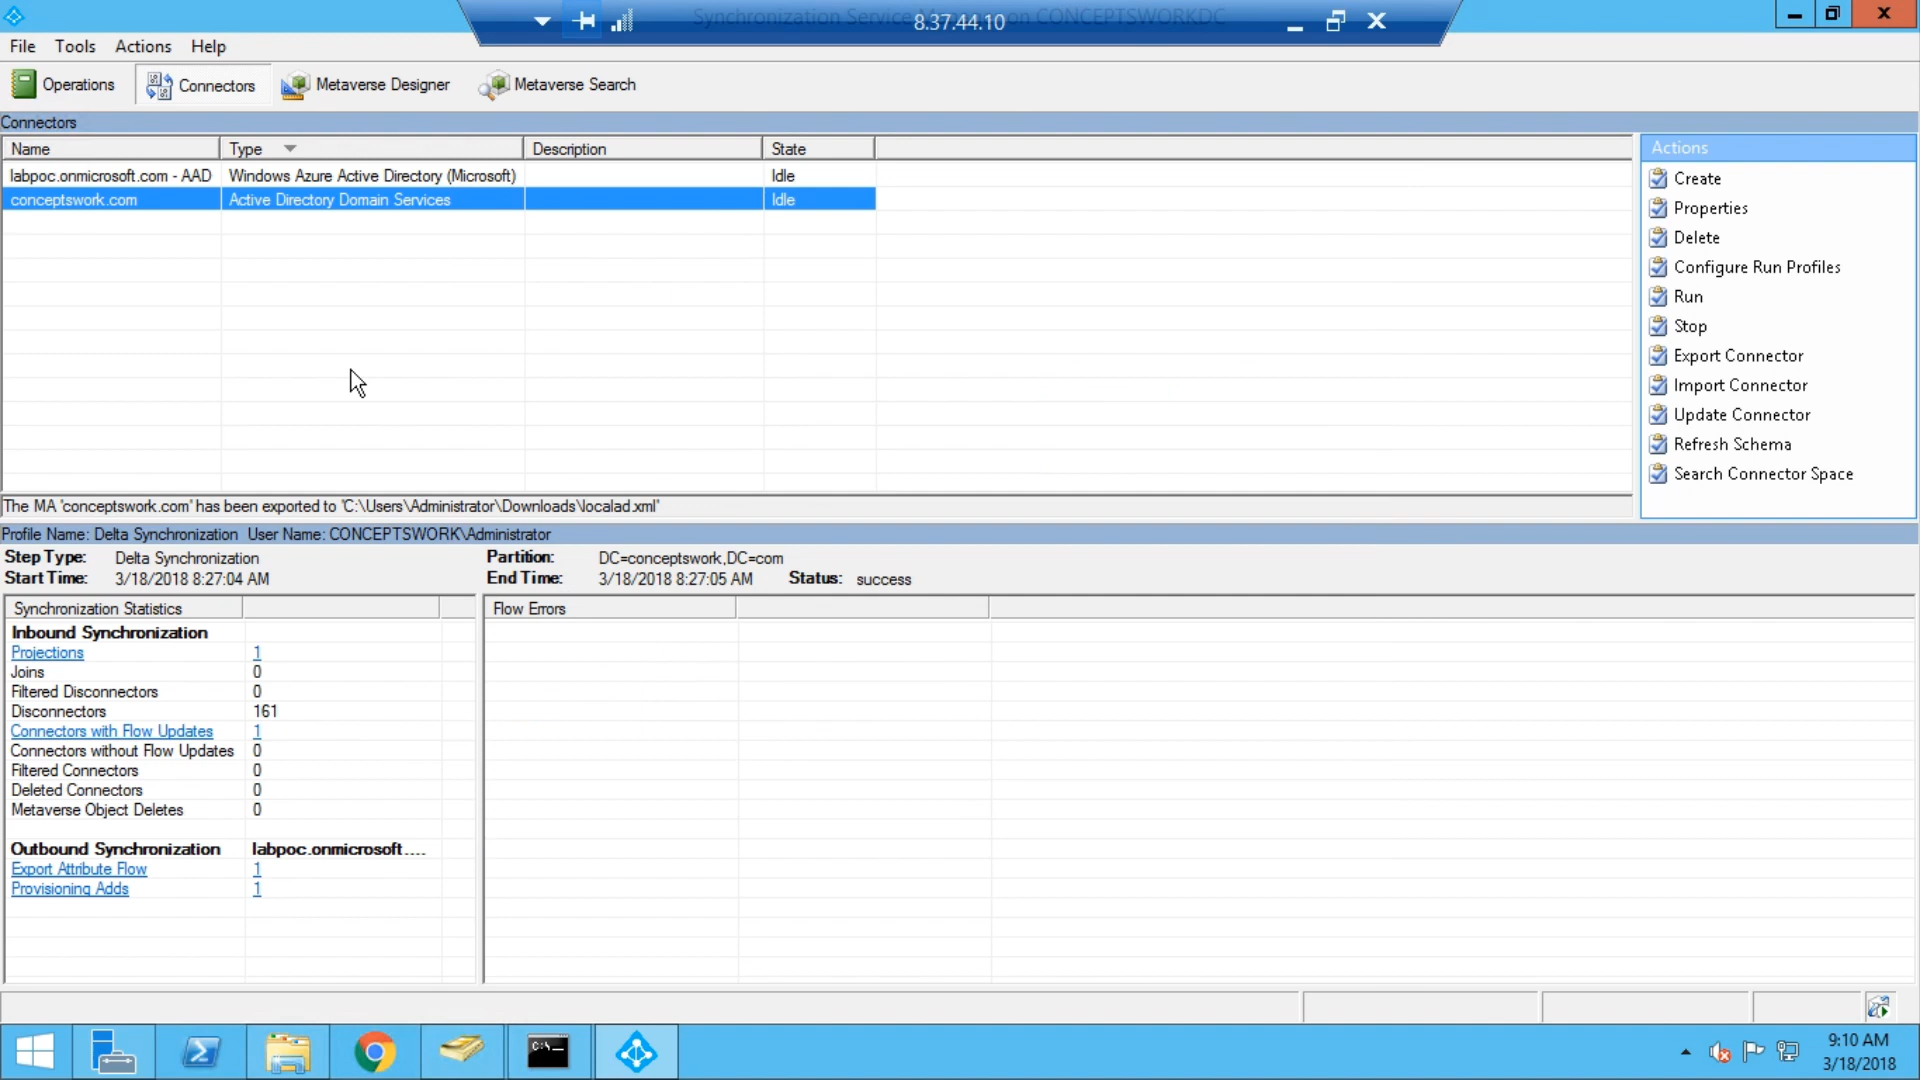 Synchronization Service Manager on CONCEPTSWORKDC
8.37.44.10
File Tools Actions Help
Operations Connectors Metaverse Designer Metaverse Search
Connectors
Name Type Description State
labpoc.onmicrosoft.com - AAD Windows Azure Active Directory (Microsoft) Idle
conceptswork.com Active Directory Domain Services Idle
Actions
Create
Properties
Delete
Configure Run Profiles
Run
Stop
Export Connector
Import Connector
Update Connector
Refresh Schema
Search Connector Space
The MA 'conceptswork.com' has been exported to 'C:\Users\Administrator\Downloads\localad.xml'
Profile Name: Delta Synchronization User Name: CONCEPTSWORK\Administrator
Step Type: Delta Synchronization Partition: DC=conceptswork,DC=com
Start Time: 3/18/2018 8:27:04 AM End Time: 3/18/2018 8:27:05 AM Status: success
Synchronization Statistics
Inbound Synchronization
Projections 1
Joins 0
Filtered Disconnectors 0
Disconnectors 161
Connectors with Flow Updates 1
Connectors without Flow Updates 0
Filtered Connectors 0
Deleted Connectors 0
Metaverse Object Deletes 0
Outbound Synchronization labpoc.onmicrosoft....
Export Attribute Flow 1
Provisioning Adds 1
Flow Errors
9:10 AM
3/18/2018